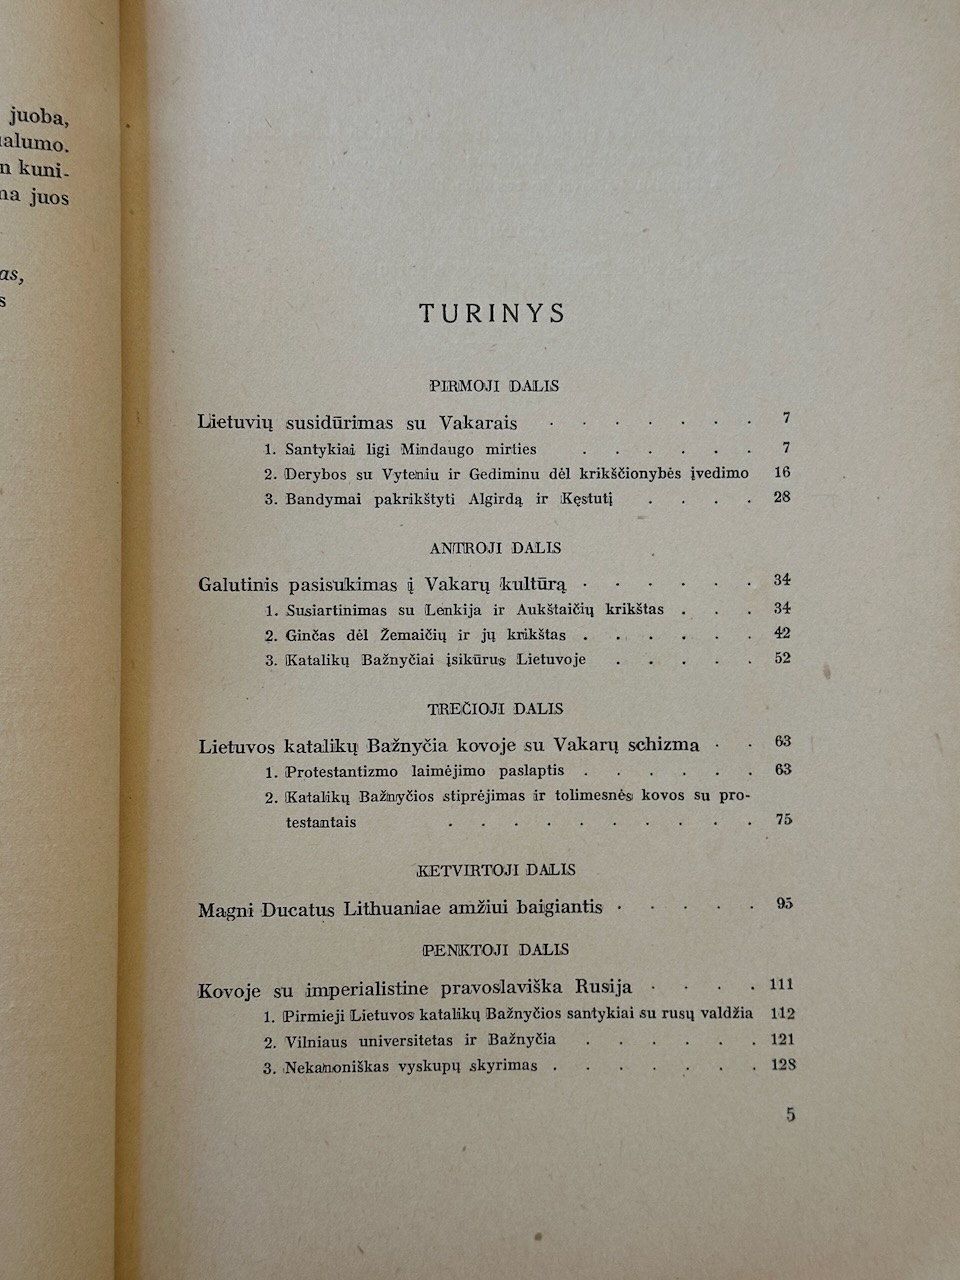 juoba,
kuni-
juos
TURINYS
PIRMOJI DALIS
Lietuvių susidūrimas su Vakarais . . . . . . . 7
1. Santykiai ligi Mindaugo mirties . . . . . . 7
2. Derybos su Vyteniu ir Gediminu dėl krikščionybės įvedimo 16
3. Bandymai pakrikštyti Algirdą ir Kęstutį . . . . 28
ANTROJI DALIS
Galutinis pasisukimas į Vakarų kultūrą . . . . . . 34
1. Susiartinimas su Lenkija ir Aukštaičių krikštas . . . 34
2. Ginčas dėl Žemaičių ir jų krikštas . . . . . . 42
3. Katalikų Bažnyčiai įsikūrus Lietuvoje . . . . . 52
TREČIOJI DALIS
Lietuvos katalikų Bažnyčia kovoje su Vakarų schizma . . 63
1. Protestantizmo laimėjimo paslaptis . . . . . . 63
2. Katalikų Bažnyčios stiprėjimas ir tolimesnės kovos su pro-
testantais . . . . . . . . . . 75
KETVIRTOJI DALIS
Magni Ducatus Lithuaniae amžiui baigiantis . . . . . 95
PENKTOJI DALIS
Kovoje su imperialistine pravoslaviška Rusija . . . . 111
1. Pirmieji Lietuvos katalikų Bažnyčios santykiai su rusų valdžia 112
2. Vilniaus universitetas ir Bažnyčia . . . . . . 121
3. Nekanoniškas vyskupų skyrimas . . . . . . . 128
5